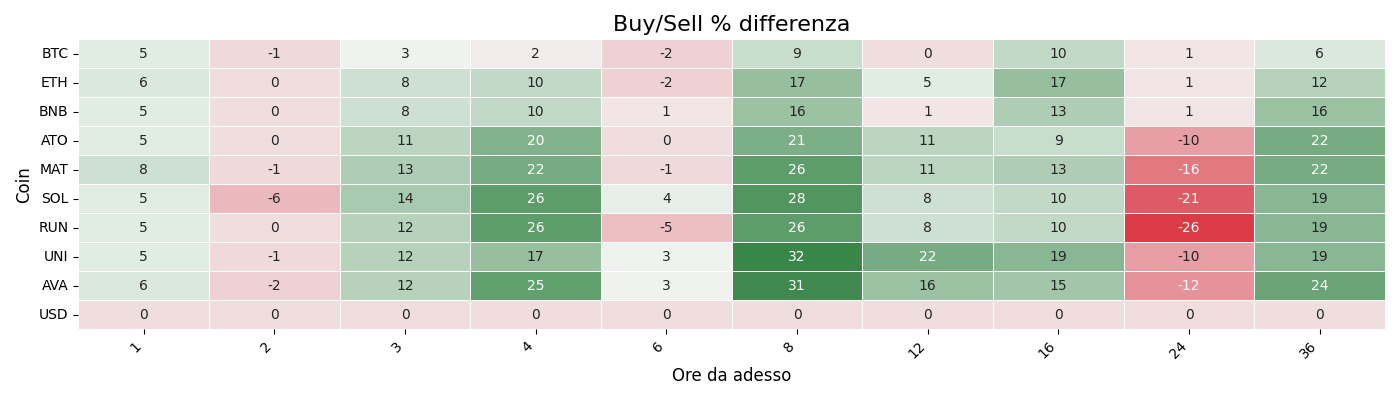 Buy/Sell % differenza
BTC 5 -1 3 2 -2 9 0 10 1 6
ETH 6 0 8 10 -2 17 5 17 1 12
BNB 5 0 8 10 1 16 1 13 1 16
ATO 5 0 11 20 0 21 11 9 -10 22
MAT 8 -1 13 22 -1 26 11 13 -16 22
SOL 5 -6 14 26 4 28 8 10 -21 19
RUN 5 0 12 26 -5 26 8 10 -26 19
UNI 5 -1 12 17 3 32 22 19 -10 19
AVA 6 -2 12 25 3 31 16 15 -12 24
USD 0 0 0 0 0 0 0 0 0 0
1 2 3 4 6 8 12 16 24 36
Coin
Ore da adesso